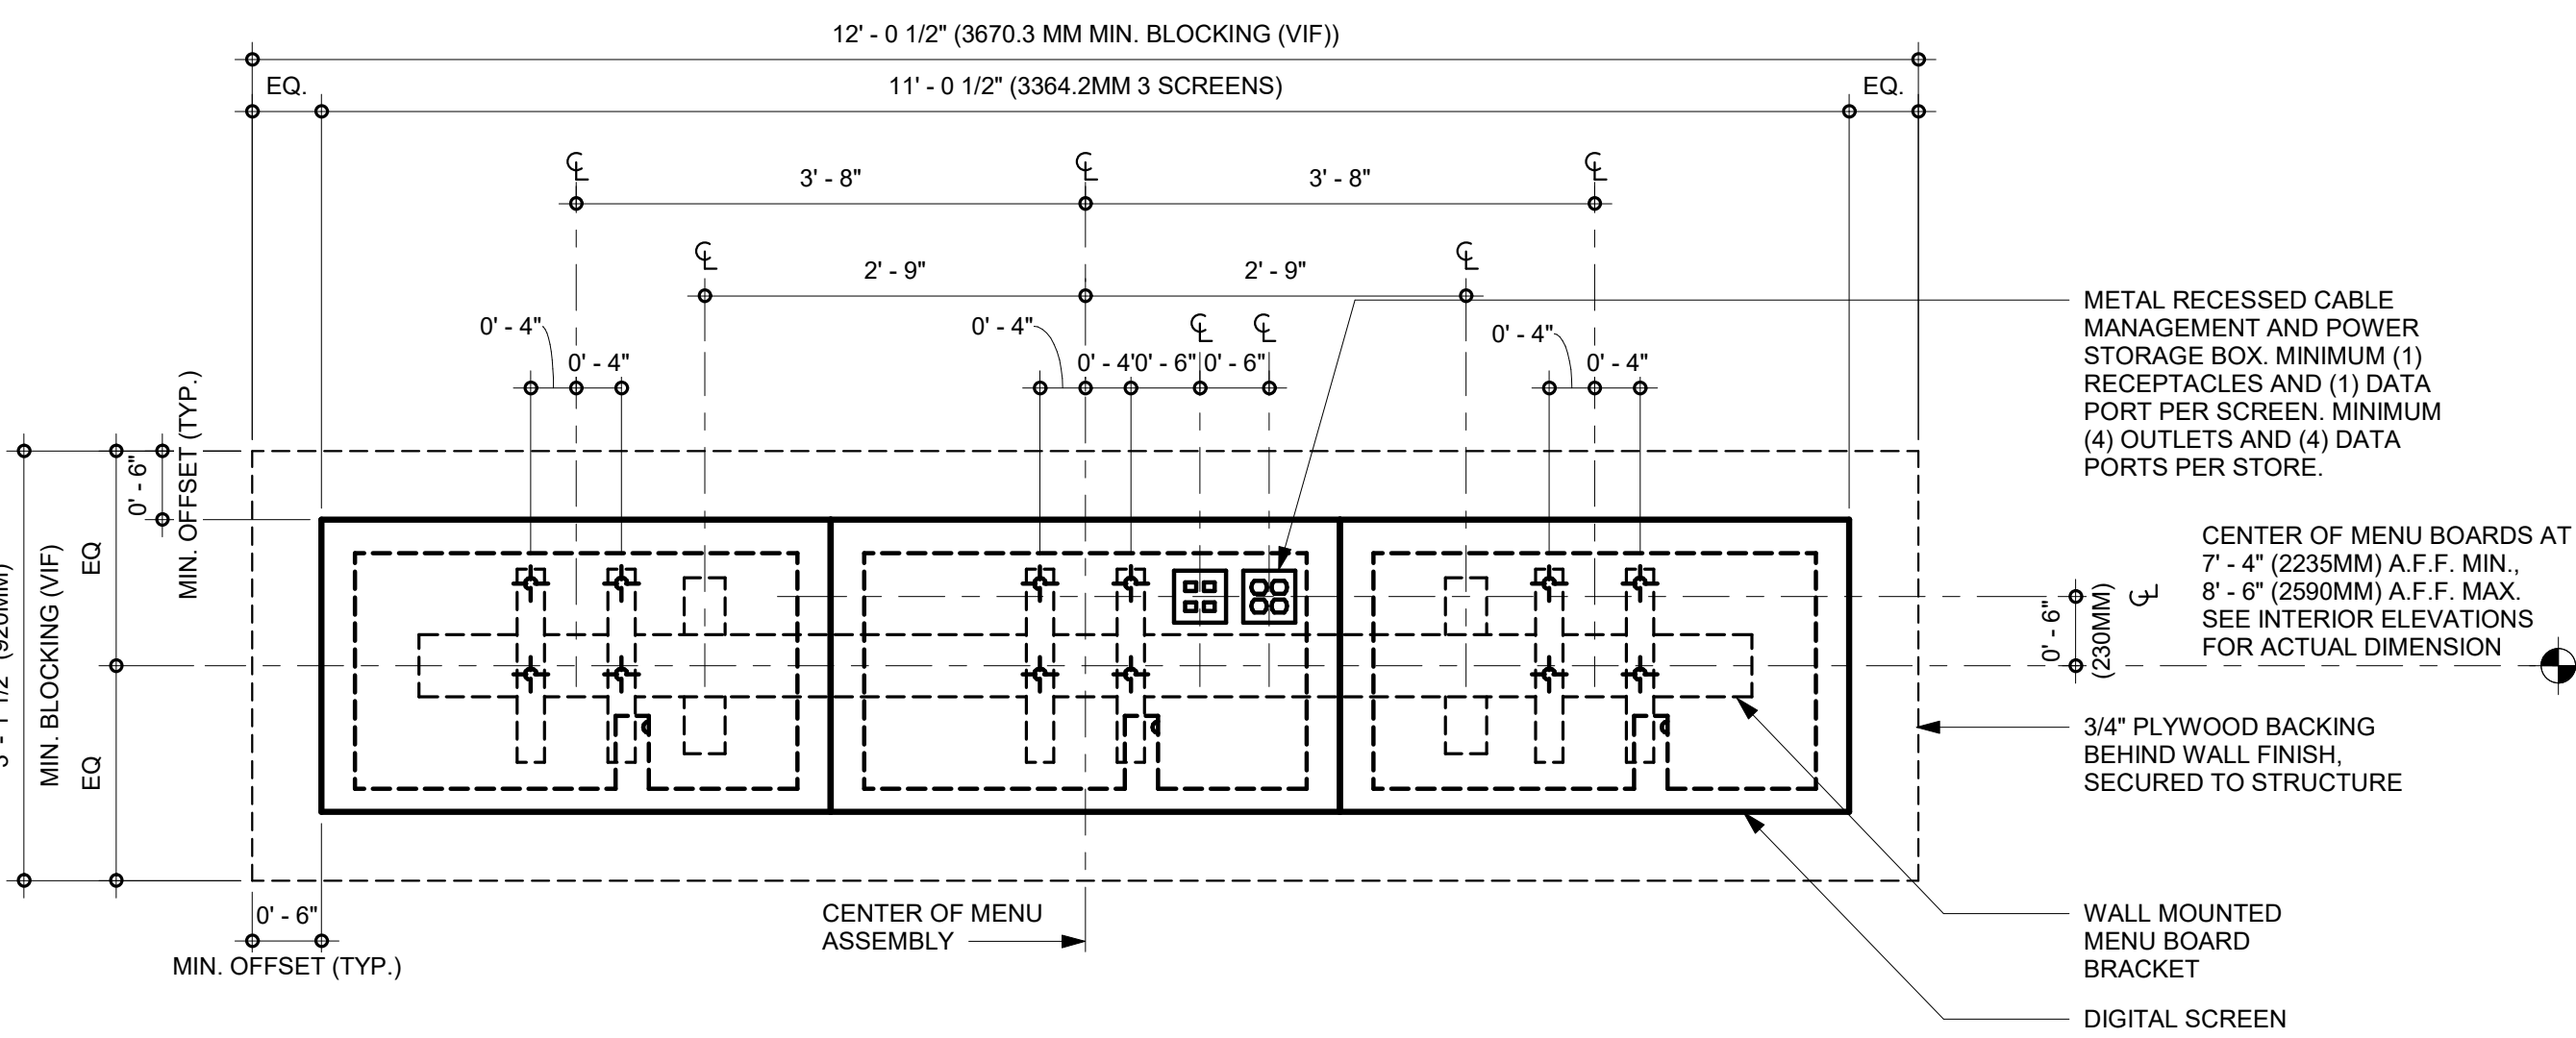 12' - 0 1/2" (3670.3 MM MIN. BLOCKING (VIF))
EQ.
11' - 0 1/2" (3364.2MM 3 SCREENS)
EQ.
℄
℄
℄
3' - 8"
3' - 8"
℄
℄
2' - 9"
2' - 9"
℄
℄
0' - 4"
0' - 4"
0' - 4"
0' - 4'
0' - 6"
0' - 6"
0' - 4"
0' - 4"
METAL RECESSED CABLE
MANAGEMENT AND POWER
STORAGE BOX. MINIMUM (1)
RECEPTACLES AND (1) DATA
PORT PER SCREEN. MINIMUM
(4) OUTLETS AND (4) DATA
PORTS PER STORE.
0' - 6"
MIN. OFFSET (TYP.)
MIN. BLOCKING (VIF)
EQ
EQ
CENTER OF MENU BOARDS AT
7' - 4" (2235MM) A.F.F. MIN.,
8' - 6" (2590MM) A.F.F. MAX.
SEE INTERIOR ELEVATIONS
FOR ACTUAL DIMENSION
0' - 6"
(230MM)
℄
3/4" PLYWOOD BACKING
BEHIND WALL FINISH,
SECURED TO STRUCTURE
0' - 6"
MIN. OFFSET (TYP.)
CENTER OF MENU
ASSEMBLY
WALL MOUNTED
MENU BOARD
BRACKET
DIGITAL SCREEN